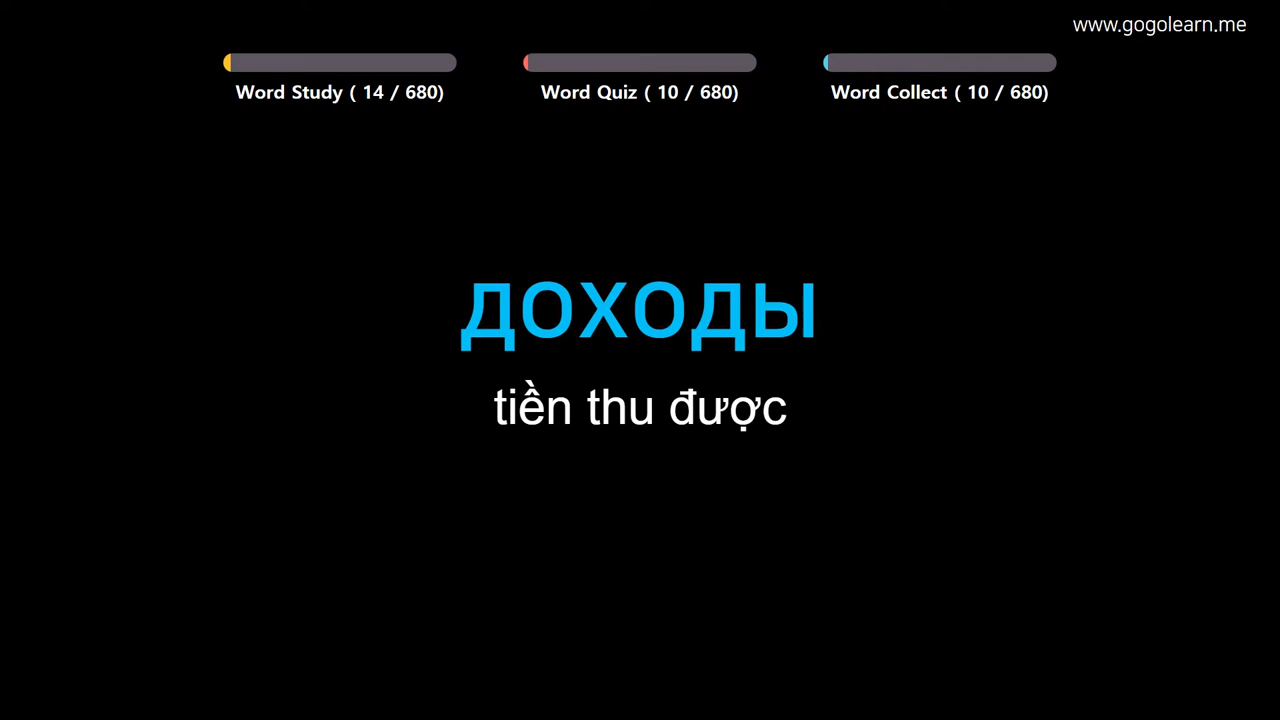 www.gogolearn.me
Word Study ( 14 / 680)
Word Quiz ( 10 / 680)
Word Collect ( 10 / 680)
доходы
tiền thu được